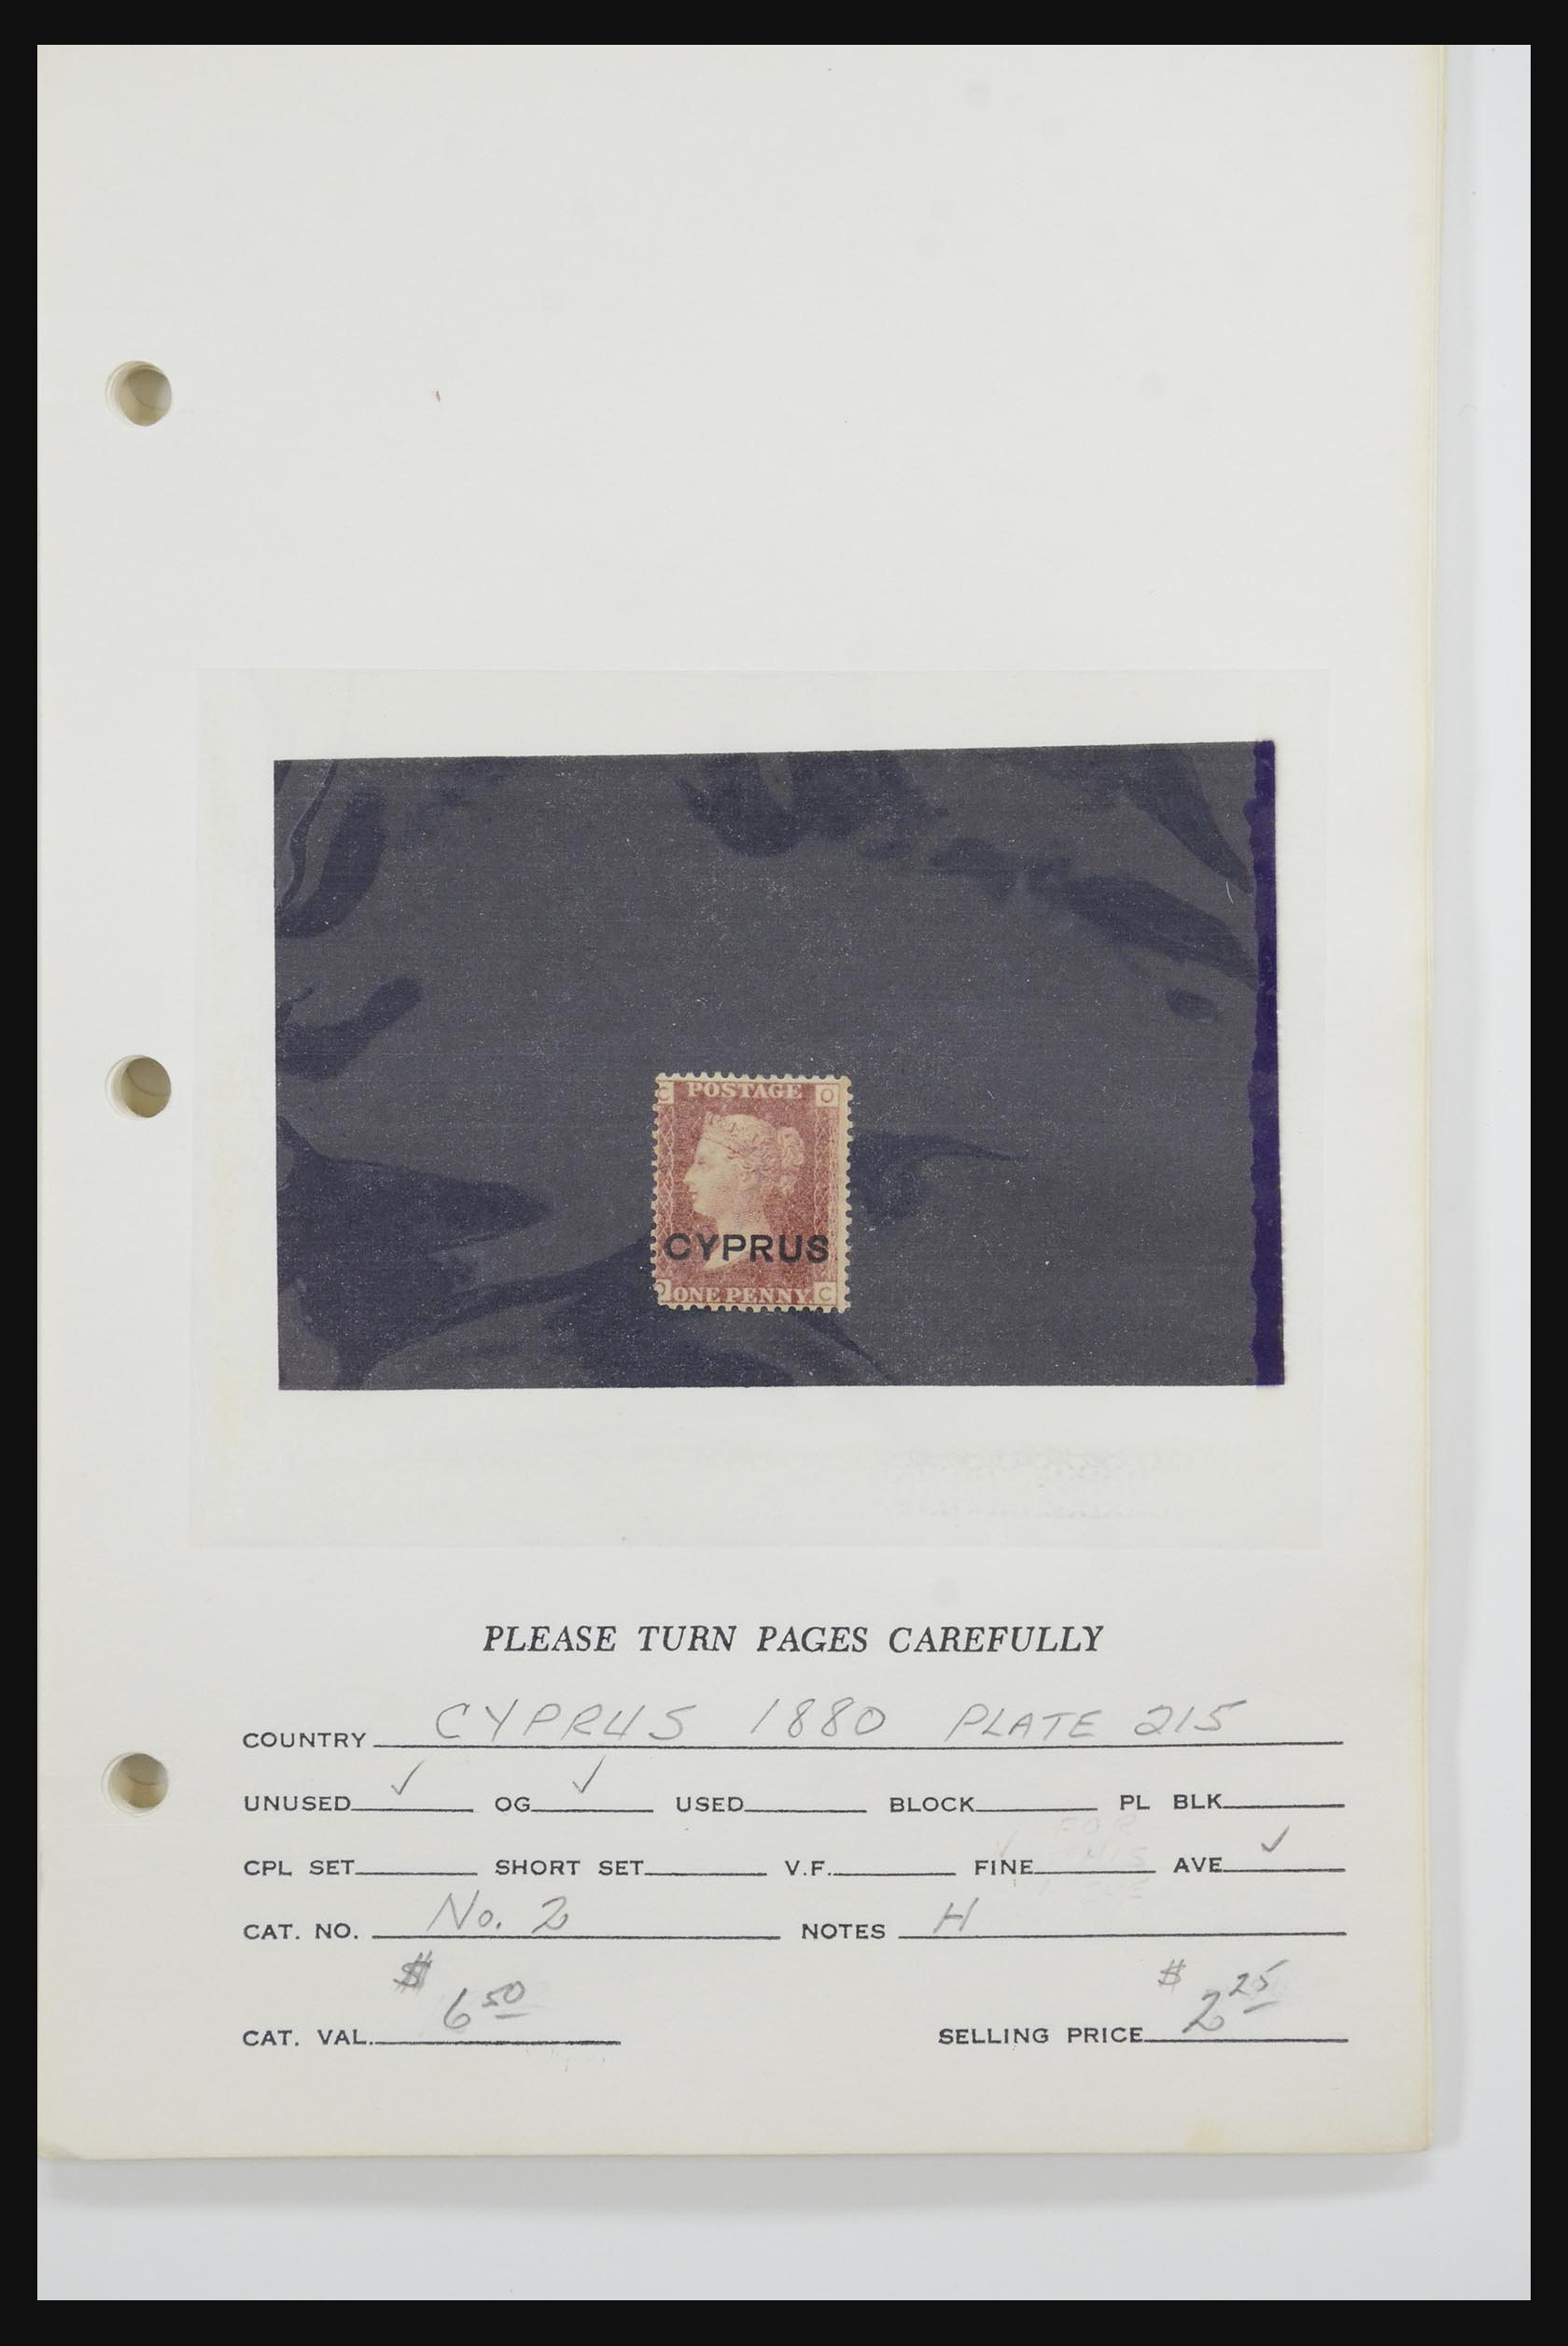 C POSTAGE O
CYPRUS
O ONE PENNY. C
PLEASE TURN PAGES CAREFULLY
COUNTRY CYPRUS 1880 PLATE 215
UNUSED ✓ OG ✓ USED BLOCK PL BLK
CPL SET SHORT SET V.F. FINE AVE ✓
CAT. NO. No. 2 NOTES H
CAT. VAL. $ 6 50 SELLING PRICE $ 2 25